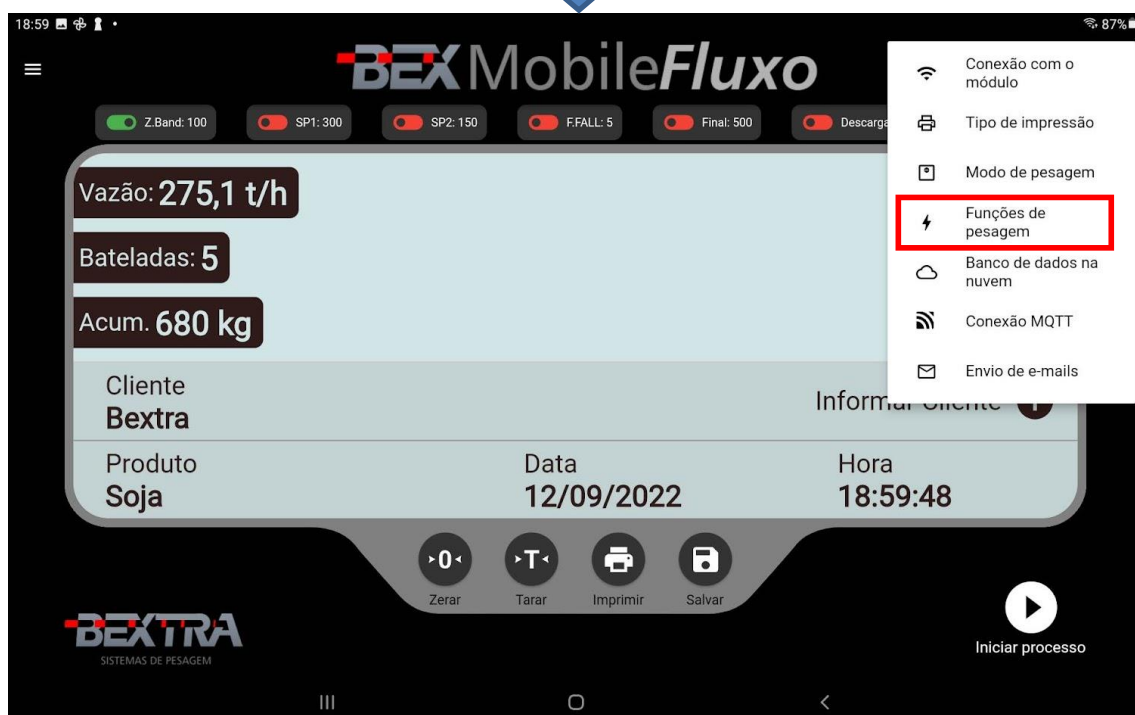 18:59
87%
BEX MobileFluxo
Z.Band: 100
SP1: 300
SP2: 150
F.FALL: 5
Final: 500
Descarga
Conexão com o
módulo
Tipo de impressão
Modo de pesagem
Funções de
pesagem
Banco de dados na
nuvem
Conexão MQTT
Envio de e-mails
Vazão: 275,1 t/h
Bateladas: 5
Acum. 680 kg
Cliente
Bextra
Informar Cliente
Produto
Soja
Data
12/09/2022
Hora
18:59:48
0
T
Zerar
Tarar
Imprimir
Salvar
BEXTRA
SISTEMAS DE PESAGEM
Iniciar processo